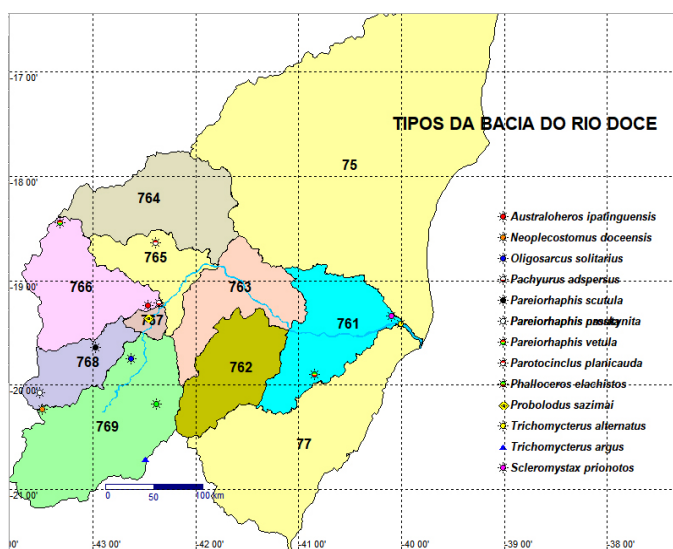 -17 00'
TIPOS DA BACIA DO RIO DOCE
75
-18 00'
764
Australoheros ipatinguensis
Neoplecostomus doceensis
765
Oligosarcus solitarius
-19 00'
766
763
Pachyurus adspersus
Pareiorhaphis scutula
737
761
Pareiorhaphis
Pareiorhaphis vetula
768
762
Parotocinclus planicauda
-20 00'
Phalloceros elachistos
769
Probolodus sazimai
77
Trichomycterus alternatus
Trichomycterus argus
Scleromystax prionotos
-21 00'
0 50 100 km
00' -43 00' -42 00' -41 00' -40 00' -39 00' -38 00'